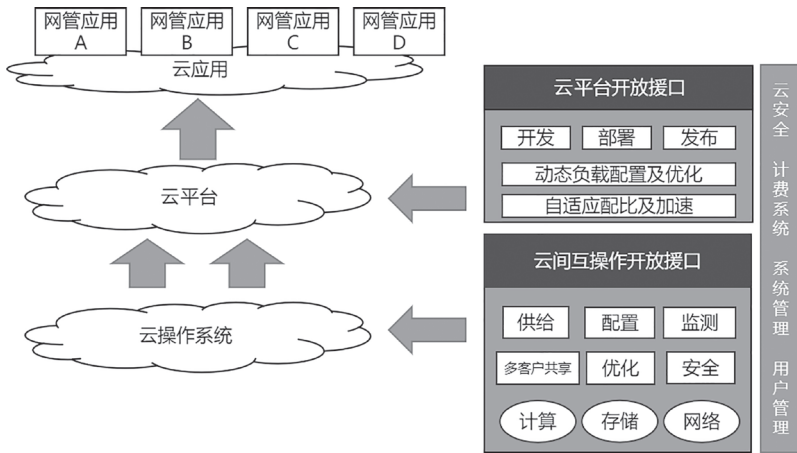 网管应用
A
网管应用
B
网管应用
C
网管应用
D
云应用
云平台
云操作系统
云平台开放援口
开发
部署
发布
动态负载配置及优化
自适应配比及加速
云间互操作开放援口
供给
配置
监测
多客户共享
优化
安全
计算
存储
网络
云安全 计费系统 系统管理 用户管理